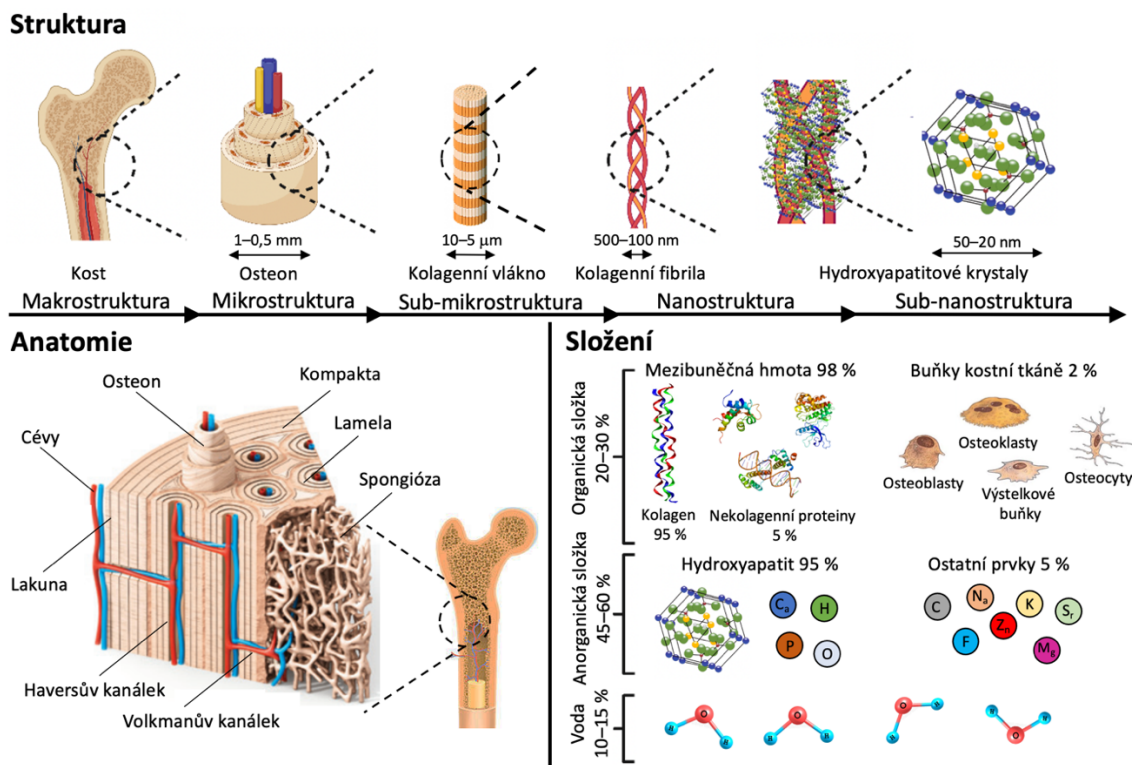 Struktura
1–0,5 mm
10–5 µm
500–100 nm
50–20 nm
Kost
Osteon
Kolagenní vlákno
Kolagenní fibrila
Hydroxyapatitové krystaly
Makrostruktura
Mikrostruktura
Sub-mikrostruktura
Nanostruktura
Sub-nanostruktura
Anatomie
Osteon
Kompakta
Cévy
Lamela
Spongióza
Lakuna
Haversův kanálek
Volkmanův kanálek
Složení
Organická složka
20–30 %
Mezibuněčná hmota 98 %
Buňky kostní tkáně 2 %
Osteoklasty
Osteoblasty
Osteocyty
Výstelkové
buňky
Kolagen
95 %
Nekolagenní proteiny
5 %
Anorganická složka
45–60 %
Hydroxyapatit 95 %
Ostatní prvky 5 %
Ca
H
P
O
C
Na
K
Sr
Zn
F
Mg
Voda
10–15 %
O
H
H
O
H
H
O
H
H
O
H
H